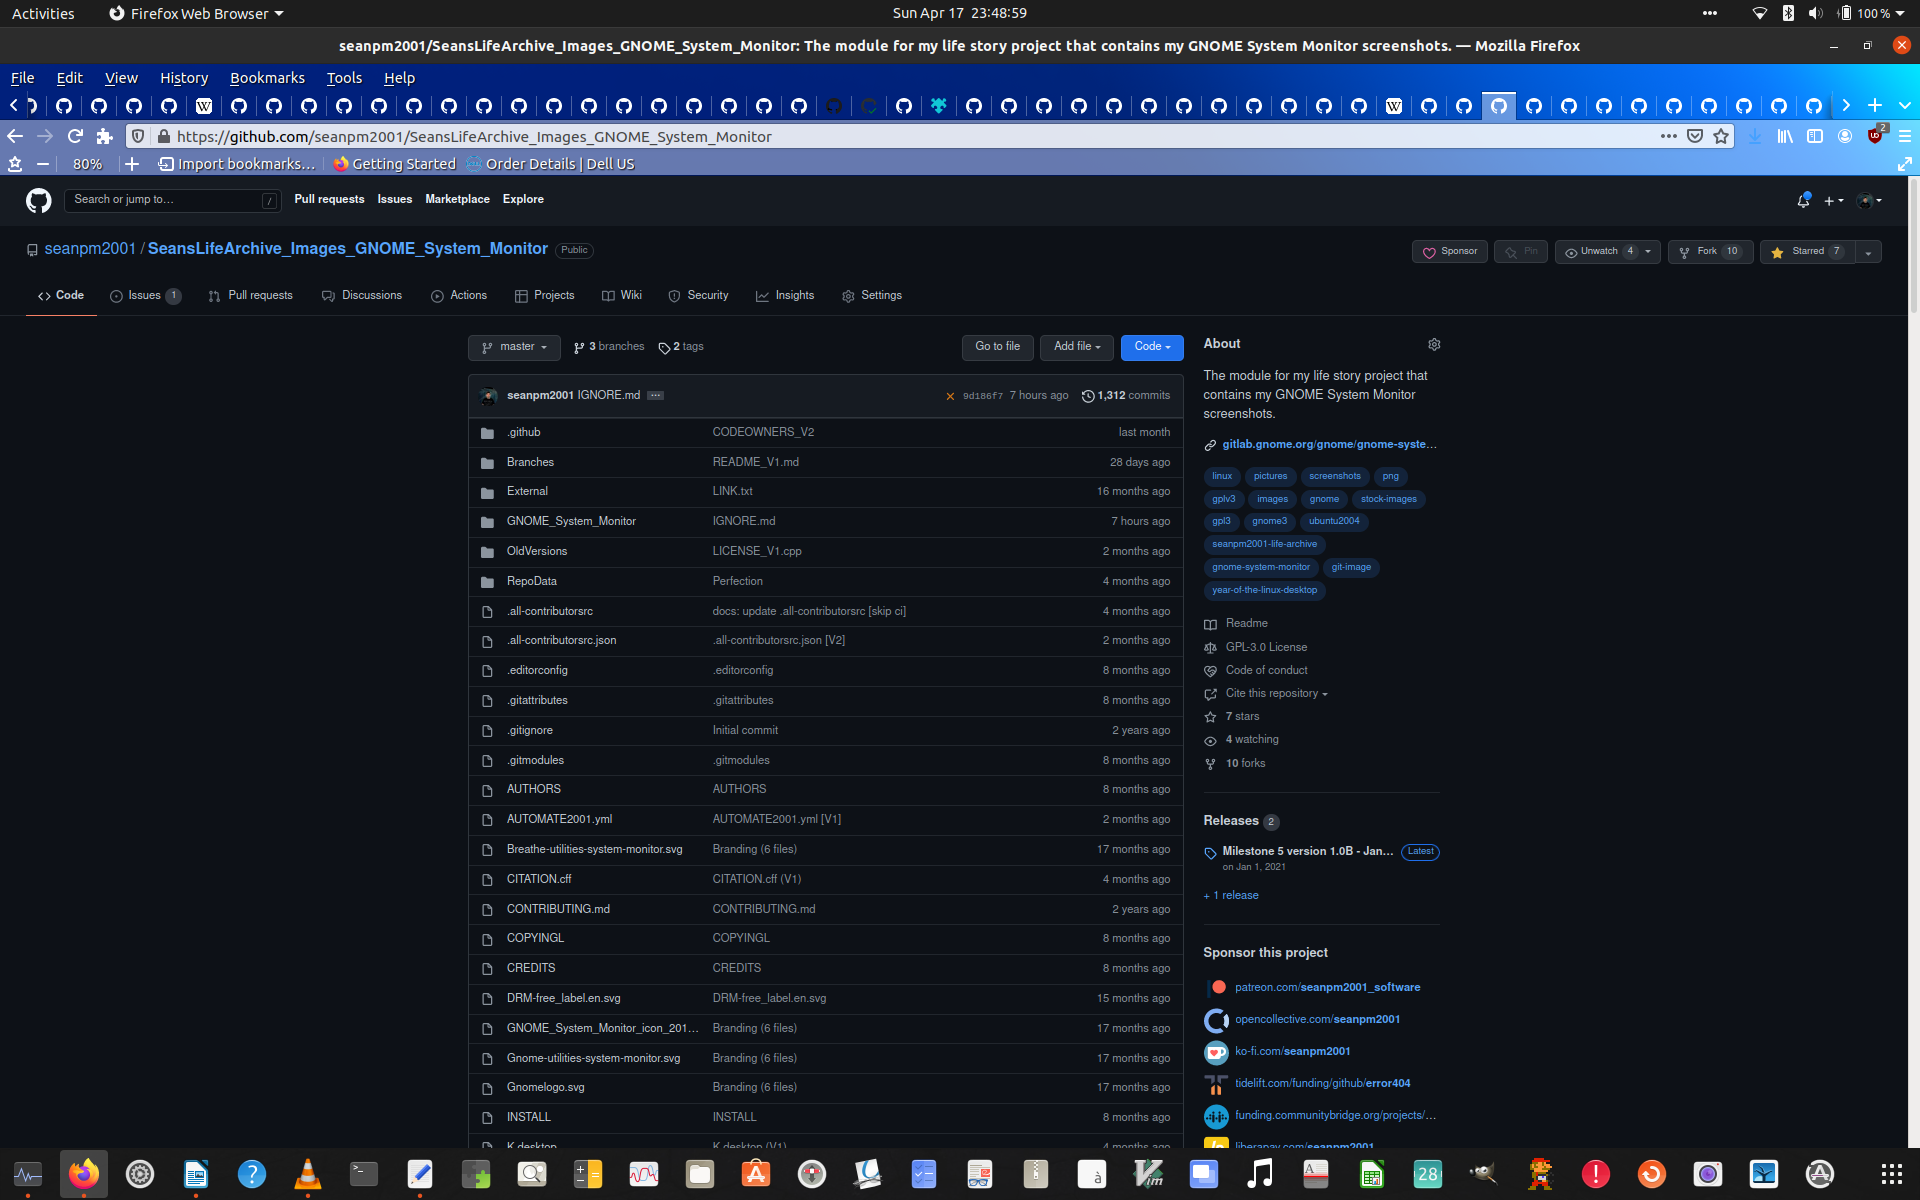 Activities
Firefox Web Browser
Sun Apr 17 23:48:59
100 %
seanpm2001/SeansLifeArchive_Images_GNOME_System_Monitor: The module for my life story project that contains my GNOME System Monitor screenshots. — Mozilla Firefox
File Edit View History Bookmarks Tools Help
https://github.com/seanpm2001/SeansLifeArchive_Images_GNOME_System_Monitor
2
80% Import bookmarks… Getting Started Order Details | Dell US
Search or jump to… /
Pull requests Issues Marketplace Explore
seanpm2001 / SeansLifeArchive_Images_GNOME_System_Monitor Public
Sponsor Pin Unwatch 4 Fork 10 Starred 7
Code Issues 1 Pull requests Discussions Actions Projects Wiki Security Insights Settings
master 3 branches 2 tags
Go to file Add file Code
seanpm2001 IGNORE.md … 9d186f7 7 hours ago 1,312 commits
.github CODEOWNERS_V2 last month
Branches README_V1.md 28 days ago
External LINK.txt 16 months ago
GNOME_System_Monitor IGNORE.md 7 hours ago
OldVersions LICENSE_V1.cpp 2 months ago
RepoData Perfection 4 months ago
.all-contributorsrc docs: update .all-contributorsrc [skip ci] 4 months ago
.all-contributorsrc.json .all-contributorsrc.json [V2] 2 months ago
.editorconfig .editorconfig 8 months ago
.gitattributes .gitattributes 8 months ago
.gitignore Initial commit 2 years ago
.gitmodules .gitmodules 8 months ago
AUTHORS AUTHORS 8 months ago
AUTOMATE2001.yml AUTOMATE2001.yml [V1] 2 months ago
Breathe-utilities-system-monitor.svg Branding (6 files) 17 months ago
CITATION.cff CITATION.cff (V1) 4 months ago
CONTRIBUTING.md CONTRIBUTING.md 2 years ago
COPYINGL COPYINGL 8 months ago
CREDITS CREDITS 8 months ago
DRM-free_label.en.svg DRM-free_label.en.svg 15 months ago
GNOME_System_Monitor_icon_201… Branding (6 files) 17 months ago
Gnome-utilities-system-monitor.svg Branding (6 files) 17 months ago
Gnomelogo.svg Branding (6 files) 17 months ago
INSTALL INSTALL 8 months ago
K.desktop K.desktop (V1) 4 months ago
About
The module for my life story project that
contains my GNOME System Monitor
screenshots.
gitlab.gnome.org/gnome/gnome-syste…
linux pictures screenshots png
gplv3 images gnome stock-images
gpl3 gnome3 ubuntu2004
seanpm2001-life-archive
gnome-system-monitor git-image
year-of-the-linux-desktop
Readme
GPL-3.0 License
Code of conduct
Cite this repository
7 stars
4 watching
10 forks
Releases 2
Milestone 5 version 1.0B - Jan… Latest
on Jan 1, 2021
+ 1 release
Sponsor this project
patreon.com/seanpm2001_software
opencollective.com/seanpm2001
ko-fi.com/seanpm2001
tidelift.com/funding/github/error404
funding.communitybridge.org/projects/…
liberapay.com/seanpm2001
28